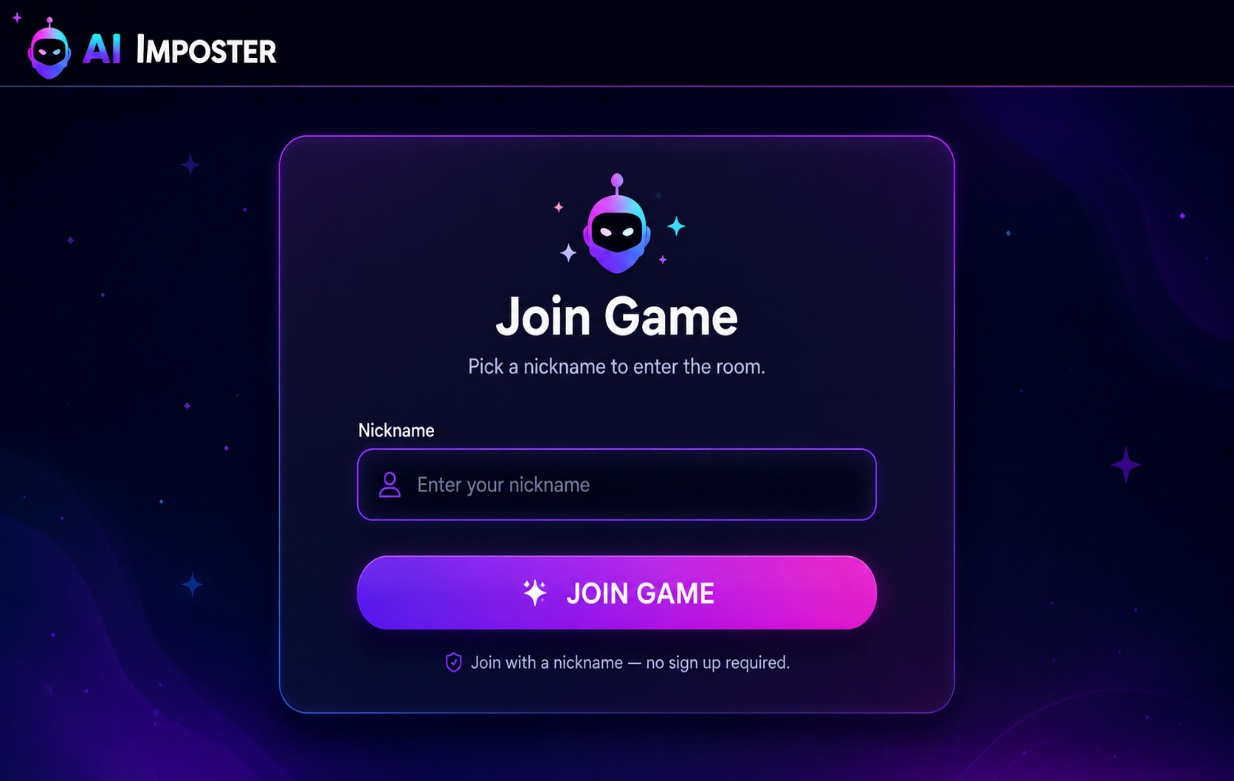 AI IMPOSTER
Join Game
Pick a nickname to enter the room.
Nickname
Enter your nickname
JOIN GAME
Join with a nickname — no sign up required.